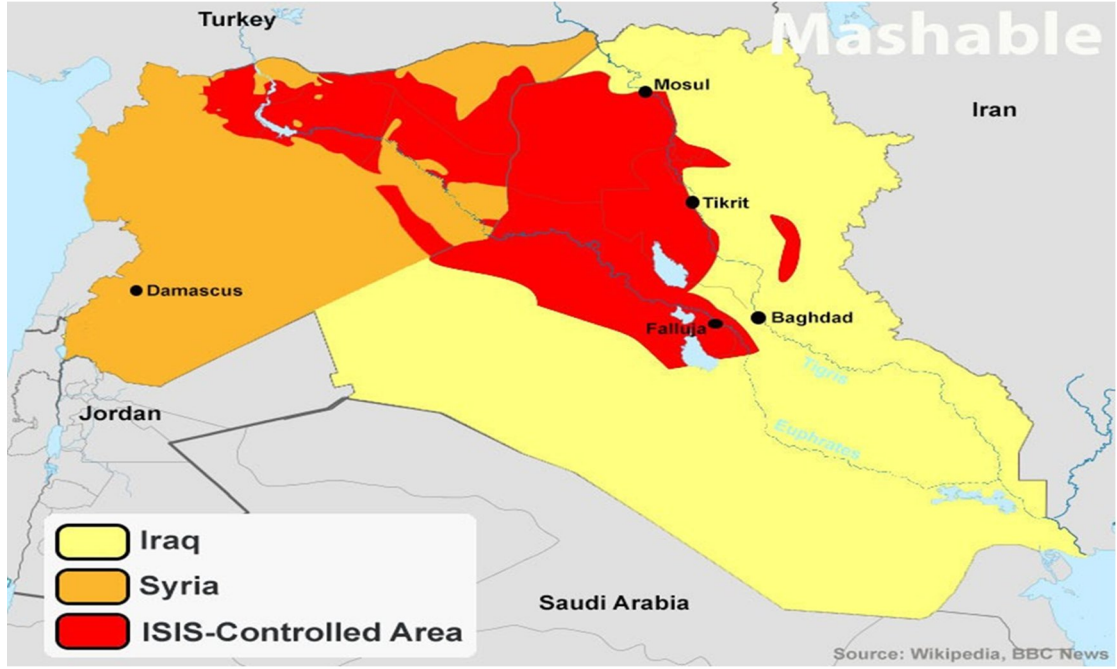 Turkey
Mashable
Mosul
Iran
Tikrit
Damascus
Baghdad
Falluja
Tigris
Jordan
Euphrates
Iraq
Syria
ISIS-Controlled Area
Saudi Arabia
Source: Wikipedia, BBC News